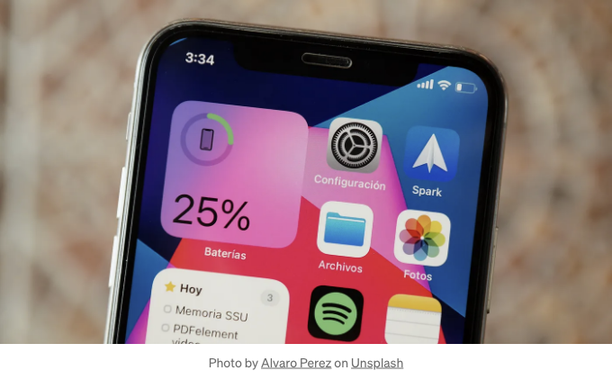 3:34
25%
Baterías
Configuración
Spark
Archivos
Fotos
Hoy
3
Memoria SSU
PDFelement
Photo by Alvaro Perez on Unsplash